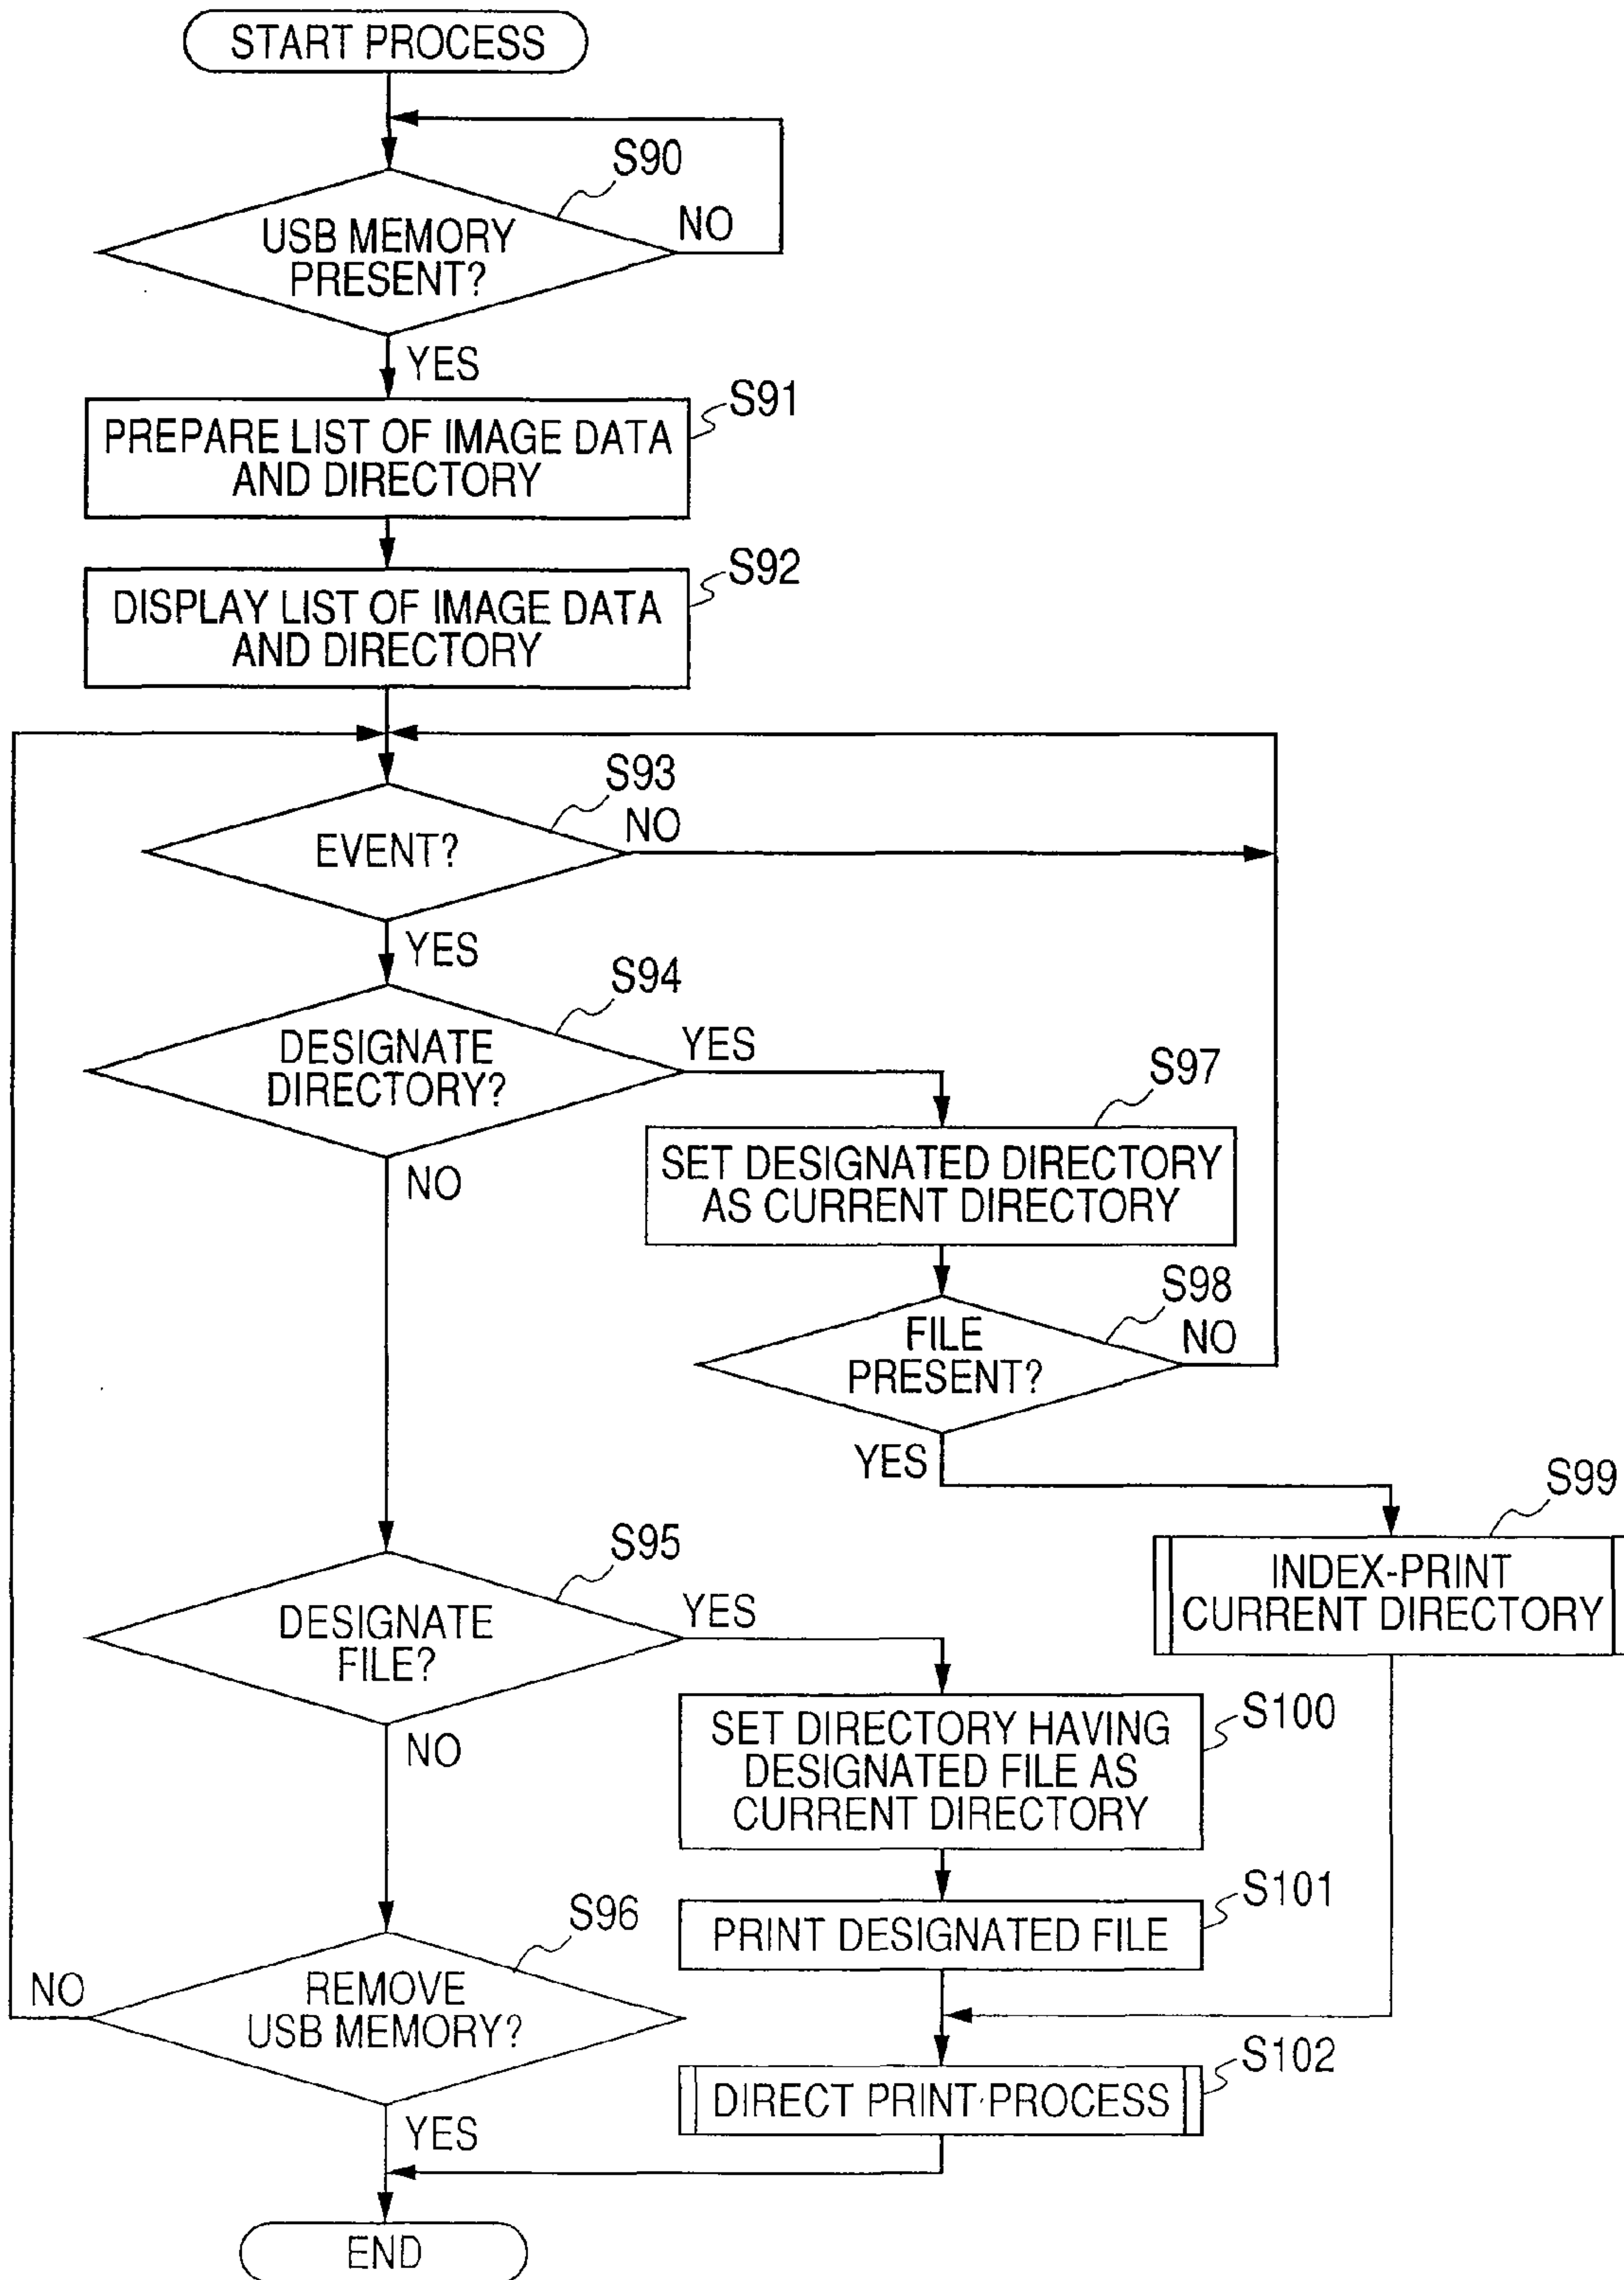 START PROCESS
S90
USB MEMORY
PRESENT?
NO
YES
S91
PREPARE LIST OF IMAGE DATA
AND DIRECTORY
S92
DISPLAY LIST OF IMAGE DATA
AND DIRECTORY
S93
EVENT?
NO
YES
S94
DESIGNATE
DIRECTORY?
YES
NO
S97
SET DESIGNATED DIRECTORY
AS CURRENT DIRECTORY
S98
FILE
PRESENT?
NO
YES
S99
INDEX-PRINT
CURRENT DIRECTORY
S95
DESIGNATE
FILE?
YES
NO
S100
SET DIRECTORY HAVING
DESIGNATED FILE AS
CURRENT DIRECTORY
S101
PRINT DESIGNATED FILE
S96
REMOVE
USB MEMORY?
NO
YES
S102
DIRECT PRINT PROCESS
END